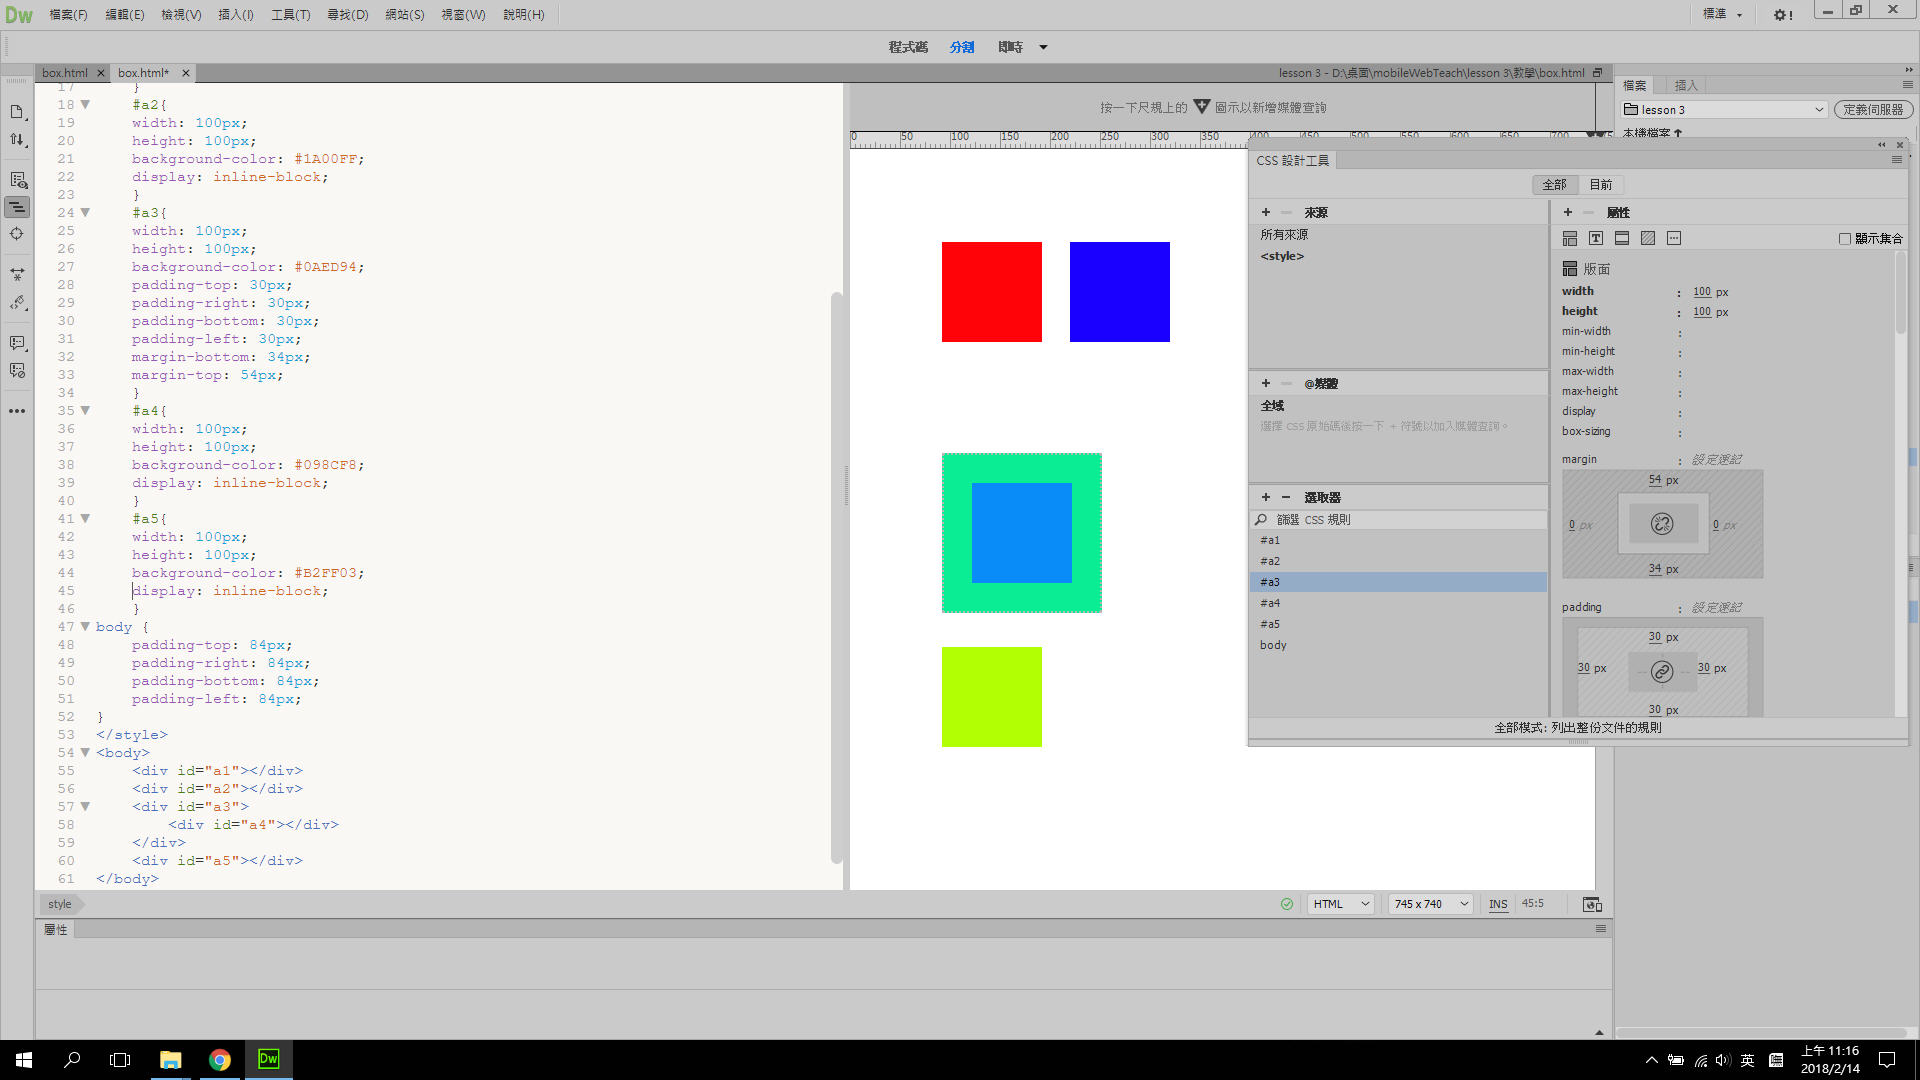 Dw 檔案(F) 編輯(E) 檢視(V) 插入(I) 工具(T) 尋找(D) 網站(S) 視窗(W) 說明(H) 標準
程式碼 分割 即時
box.html box.html* lesson 3 - D:\桌面\mobileWebTeach\lesson 3\教學\box.html
檔案 插入
lesson 3 定義伺服器
本機檔案
按一下尺規上的 圖示以新增媒體查詢
0 50 100 150 200 250 300 350 400 450 500 550 600 650 700
17 }
18 #a2{
19 width: 100px;
20 height: 100px;
21 background-color: #1A00FF;
22 display: inline-block;
23 }
24 #a3{
25 width: 100px;
26 height: 100px;
27 background-color: #0AED94;
28 padding-top: 30px;
29 padding-right: 30px;
30 padding-bottom: 30px;
31 padding-left: 30px;
32 margin-bottom: 34px;
33 margin-top: 54px;
34 }
35 #a4{
36 width: 100px;
37 height: 100px;
38 background-color: #098CF8;
39 display: inline-block;
40 }
41 #a5{
42 width: 100px;
43 height: 100px;
44 background-color: #B2FF03;
45 display: inline-block;
46 }
47 body {
48 padding-top: 84px;
49 padding-right: 84px;
50 padding-bottom: 84px;
51 padding-left: 84px;
52 }
53 </style>
54 <body>
55 <div id="a1"></div>
56 <div id="a2"></div>
57 <div id="a3">
58 <div id="a4"></div>
59 </div>
60 <div id="a5"></div>
61 </body>
CSS 設計工具
全部 目前
+ 來源
所有來源
<style>
+ @媒體
全域
選擇 CSS 原始碼後按一下 + 符號以加入媒體查詢。
+ 選取器
篩選 CSS 規則
#a1
#a2
#a3
#a4
#a5
body
+ 屬性
顯示集合
版面
width : 100 px
height : 100 px
min-width :
min-height :
max-width :
max-height :
display :
box-sizing :
margin : 設定速記
54 px
0 px 0 px
34 px
padding : 設定速記
30 px
30 px 30 px
30 px
全部模式: 列出整份文件的規則
style HTML 745 x 740 INS 45:5
屬性
Dw 英 上午 11:16
2018/2/14